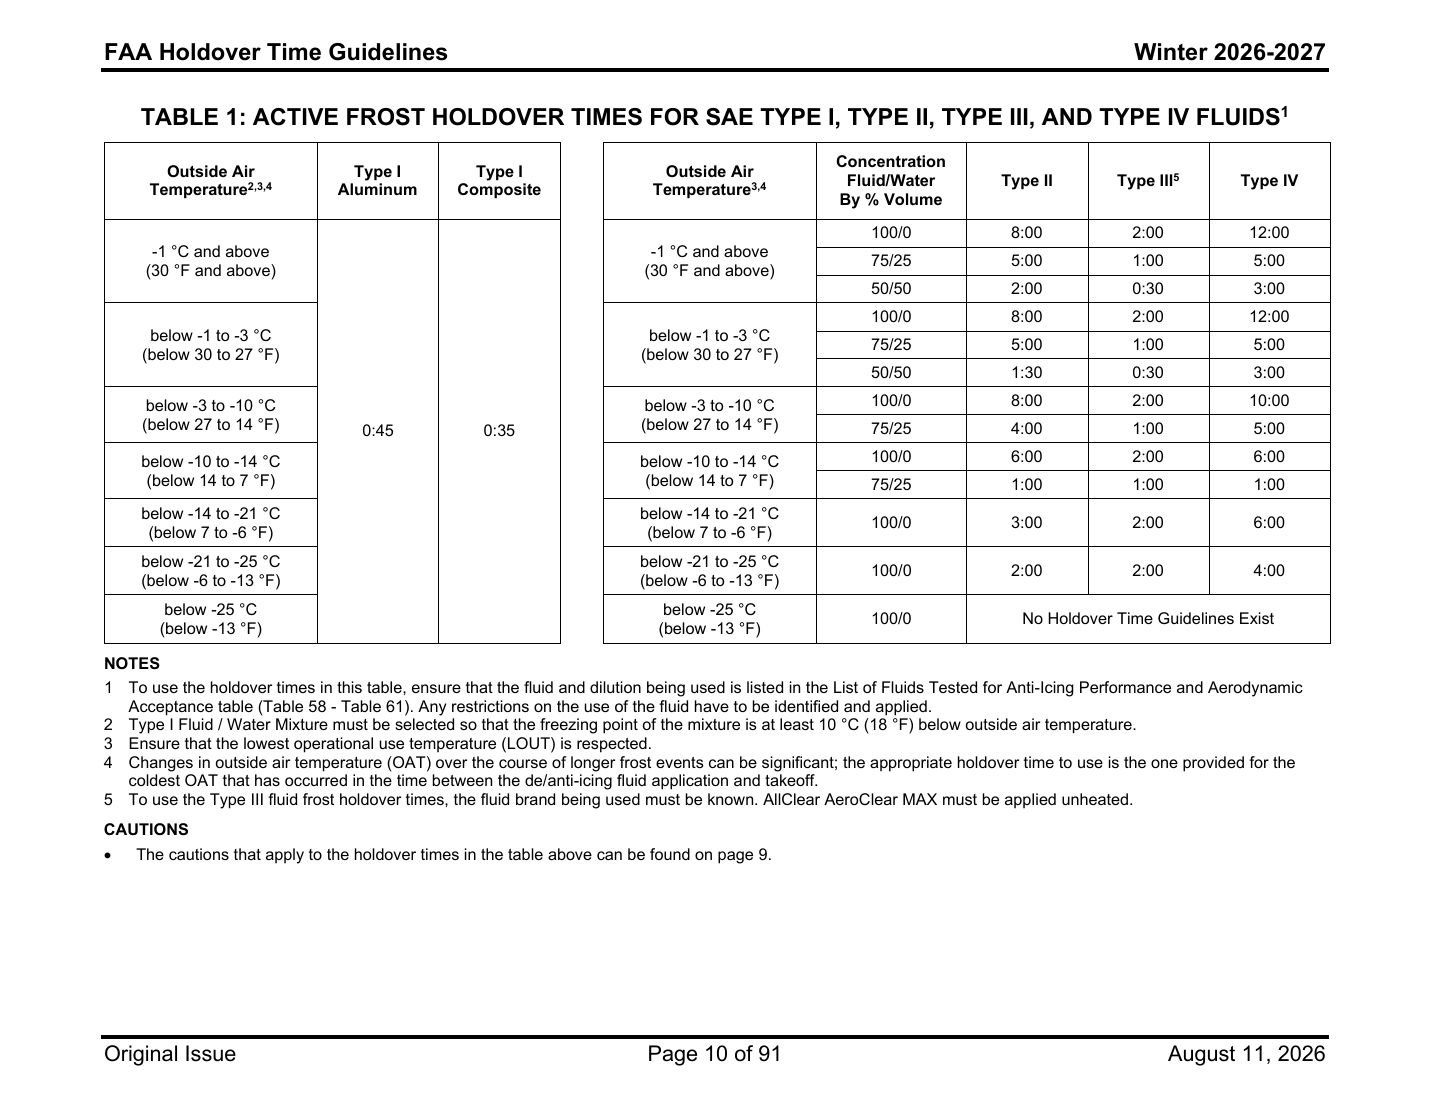 FAA Holdover Time Guidelines Winter 2026-2027
TABLE 1: ACTIVE FROST HOLDOVER TIMES FOR SAE TYPE I, TYPE II, TYPE III, AND TYPE IV FLUIDS1
Outside Air
Temperature2,3,4
Type I
Aluminum
Type I
Composite
-1 °C and above
(30 °F and above)
0:45
0:35
below -1 to -3 °C
(below 30 to 27 °F)
below -3 to -10 °C
(below 27 to 14 °F)
below -10 to -14 °C
(below 14 to 7 °F)
below -14 to -21 °C
(below 7 to -6 °F)
below -21 to -25 °C
(below -6 to -13 °F)
below -25 °C
(below -13 °F)
Outside Air
Temperature3,4
Concentration
Fluid/Water
By % Volume
Type II
Type III5
Type IV
-1 °C and above
(30 °F and above)
100/0 8:00 2:00 12:00
75/25 5:00 1:00 5:00
50/50 2:00 0:30 3:00
below -1 to -3 °C
(below 30 to 27 °F)
100/0 8:00 2:00 12:00
75/25 5:00 1:00 5:00
50/50 1:30 0:30 3:00
below -3 to -10 °C
(below 27 to 14 °F)
100/0 8:00 2:00 10:00
75/25 4:00 1:00 5:00
below -10 to -14 °C
(below 14 to 7 °F)
100/0 6:00 2:00 6:00
75/25 1:00 1:00 1:00
below -14 to -21 °C
(below 7 to -6 °F)
100/0 3:00 2:00 6:00
below -21 to -25 °C
(below -6 to -13 °F)
100/0 2:00 2:00 4:00
below -25 °C
(below -13 °F)
100/0 No Holdover Time Guidelines Exist
NOTES
1 To use the holdover times in this table, ensure that the fluid and dilution being used is listed in the List of Fluids Tested for Anti-Icing Performance and Aerodynamic
Acceptance table (Table 58 - Table 61). Any restrictions on the use of the fluid have to be identified and applied.
2 Type I Fluid / Water Mixture must be selected so that the freezing point of the mixture is at least 10 °C (18 °F) below outside air temperature.
3 Ensure that the lowest operational use temperature (LOUT) is respected.
4 Changes in outside air temperature (OAT) over the course of longer frost events can be significant; the appropriate holdover time to use is the one provided for the
coldest OAT that has occurred in the time between the de/anti-icing fluid application and takeoff.
5 To use the Type III fluid frost holdover times, the fluid brand being used must be known. AllClear AeroClear MAX must be applied unheated.
CAUTIONS
• The cautions that apply to the holdover times in the table above can be found on page 9.
Original Issue Page 10 of 91 August 11, 2026